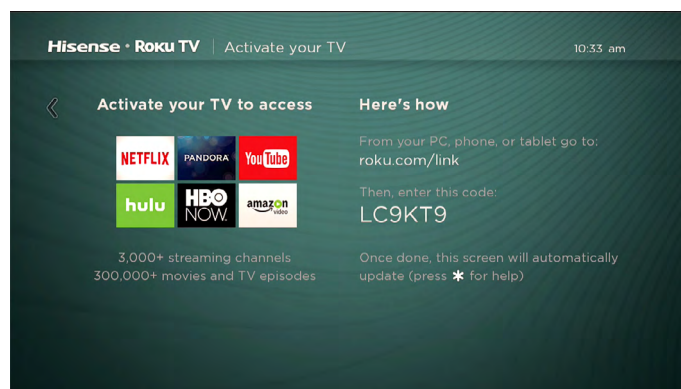 Hisense • Roku TV | Activate your TV
10:33 am
Activate your TV to access
NETFLIX PANDORA YouTube
hulu HBO NOW. amazon video
3,000+ streaming channels
300,000+ movies and TV episodes
Here's how
From your PC, phone, or tablet go to:
roku.com/link
Then, enter this code:
LC9KT9
Once done, this screen will automatically
update (press * for help)